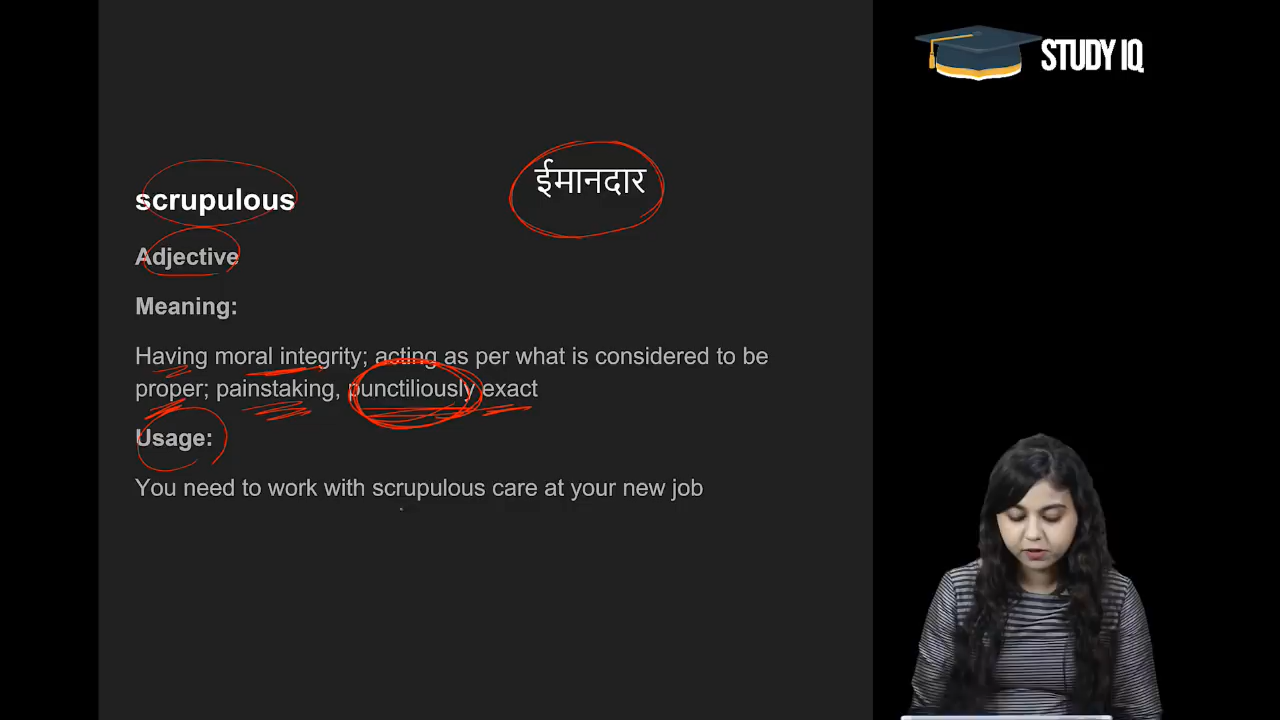 STUDY IQ
ईमानदार
scrupulous
Adjective
Meaning:
Having moral integrity; acting as per what is considered to be
proper; painstaking, punctiliously exact
Usage:
You need to work with scrupulous care at your new job